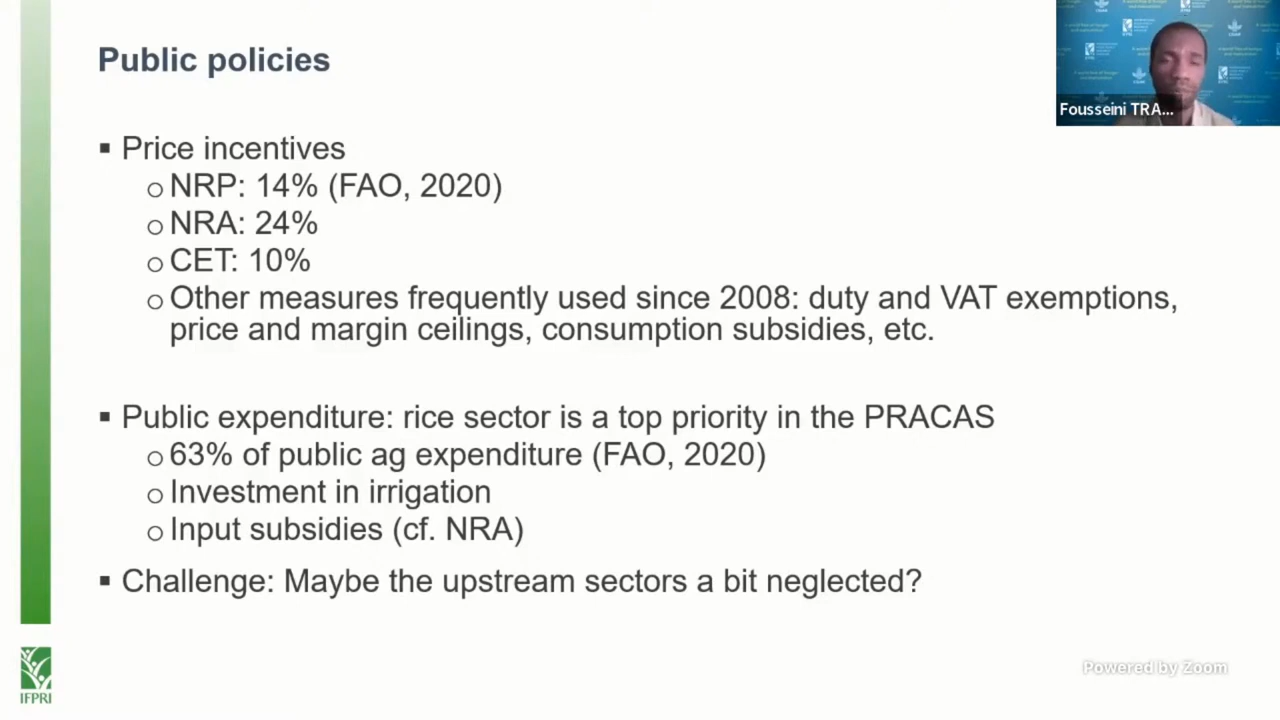 Public policies
Fousseini TRA...
▪ Price incentives
o NRP: 14% (FAO, 2020)
o NRA: 24%
o CET: 10%
o Other measures frequently used since 2008: duty and VAT exemptions,
price and margin ceilings, consumption subsidies, etc.
▪ Public expenditure: rice sector is a top priority in the PRACAS
o 63% of public ag expenditure (FAO, 2020)
o Investment in irrigation
o Input subsidies (cf. NRA)
▪ Challenge: Maybe the upstream sectors a bit neglected?
IFPRI
Powered by Zoom